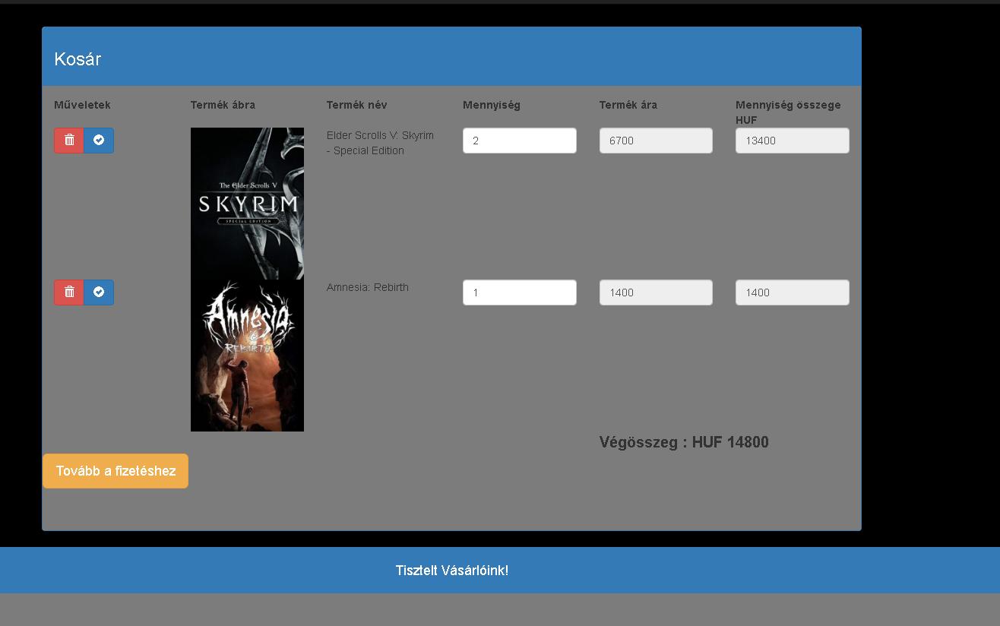 Kosár
Műveletek
Termék ábra
Termék név
Mennyiség
Termék ára
Mennyiség összege
HUF
Elder Scrolls V: Skyrim
- Special Edition
2
6700
13400
The Elder Scrolls V
SKYRIM
SPECIAL EDITION
Amnesia: Rebirth
1
1400
1400
Amnesia
REBIRTH
Végösszeg : HUF 14800
Tovább a fizetéshez
Tisztelt Vásárlóink!